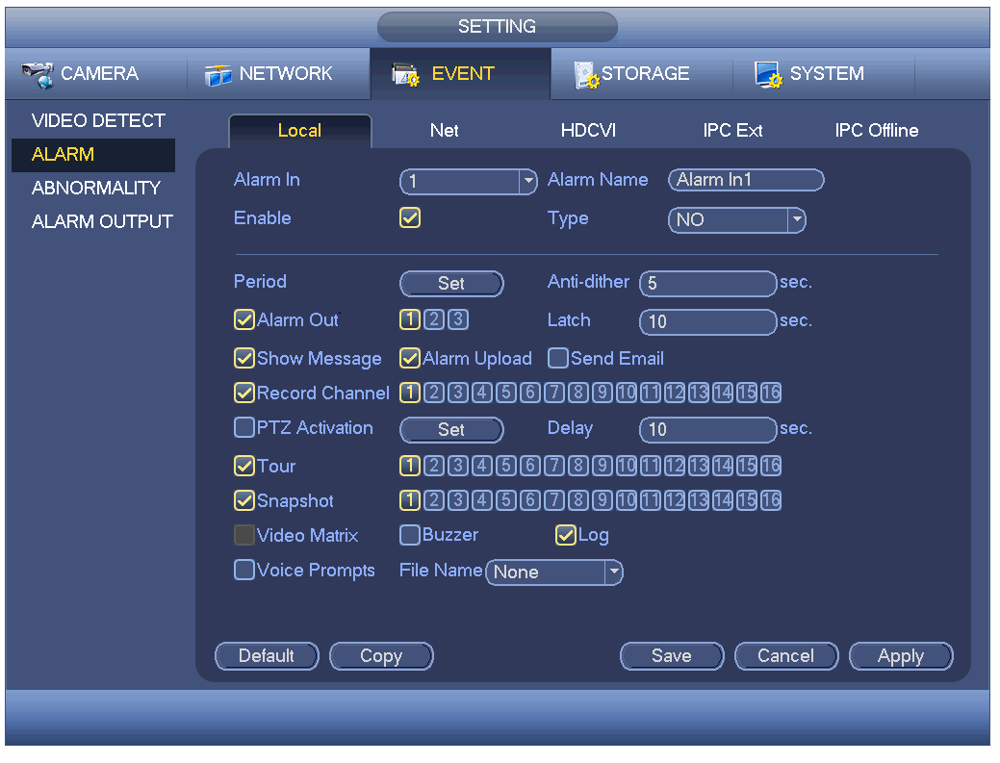 SETTING
CAMERA NETWORK EVENT STORAGE SYSTEM
VIDEO DETECT
ALARM
ABNORMALITY
ALARM OUTPUT
Local Net HDCVI IPC Ext IPC Offline
Alarm In 1 Alarm Name Alarm In1
Enable Type NO
Period Set Anti-dither 5 sec.
Alarm Out 1 2 3 Latch 10 sec.
Show Message Alarm Upload Send Email
Record Channel 1 2 3 4 5 6 7 8 9 10 11 12 13 14 15 16
PTZ Activation Set Delay 10 sec.
Tour 1 2 3 4 5 6 7 8 9 10 11 12 13 14 15 16
Snapshot 1 2 3 4 5 6 7 8 9 10 11 12 13 14 15 16
Video Matrix Buzzer Log
Voice Prompts File Name None
Default Copy Save Cancel Apply